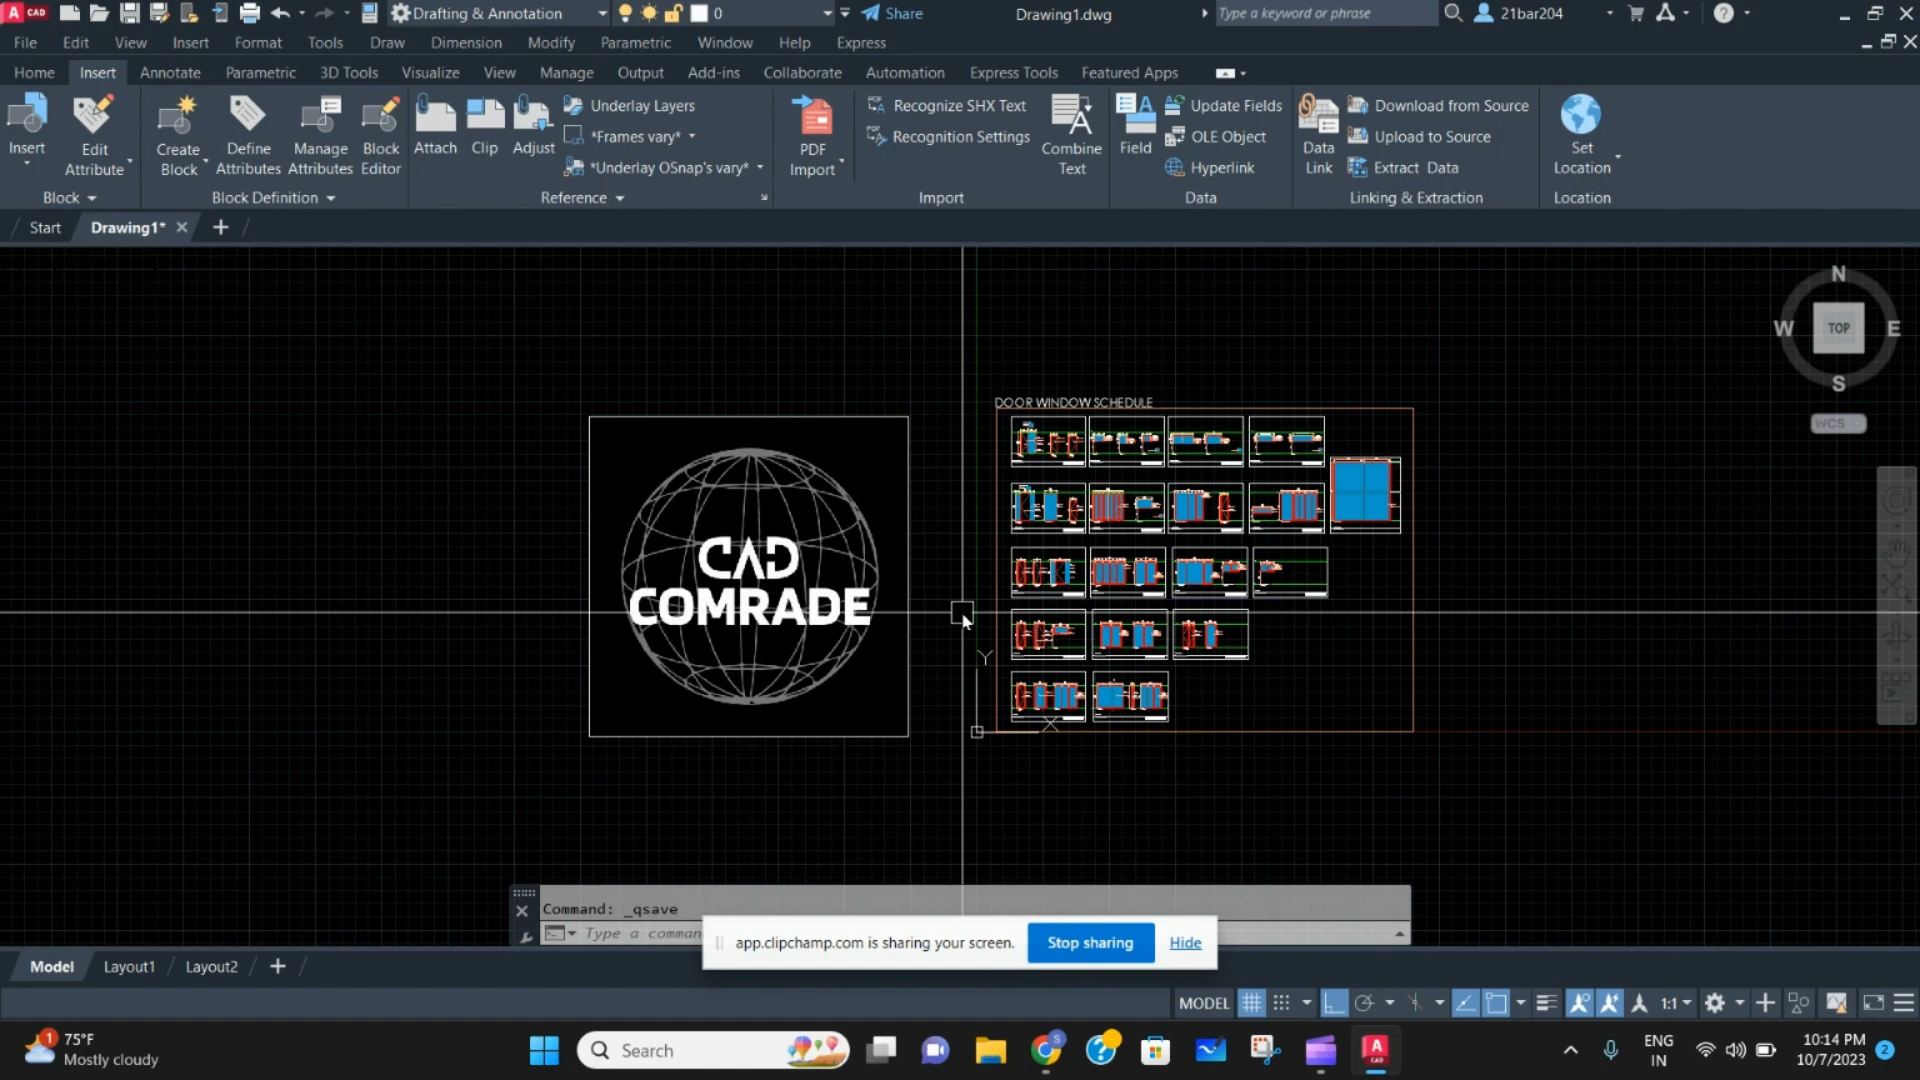 A CAD Drafting & Annotation 0 Share Drawing1.dwg Type a keyword or phrase 21bar204
File Edit View Insert Format Tools Draw Dimension Modify Parametric Window Help Express
Home Insert Annotate Parametric 3D Tools Visualize View Manage Output Add-ins Collaborate Automation Express Tools Featured Apps
Underlay Layers Recognize SHX Text Update Fields Download from Source
*Frames vary* Recognition Settings OLE Object Upload to Source
Insert Edit Attribute Create Block Define Attributes Manage Attributes Block Editor Attach Clip Adjust PDF Import Combine Text Field Data Link Set Location
*Underlay OSnap's vary* Hyperlink Extract Data
Block Block Definition Reference Import Data Linking & Extraction Location
Start Drawing1*
N
W TOP E
S
WCS
DOOR WINDOW SCHEDULE
CAD
COMRADE
Y
X
Command: _qsave
Type a comman
app.clipchamp.com is sharing your screen. Stop sharing Hide
Model Layout1 Layout2
MODEL 1:1
1 75°F
Mostly cloudy
Search
ENG
IN
10:14 PM
10/7/2023
2